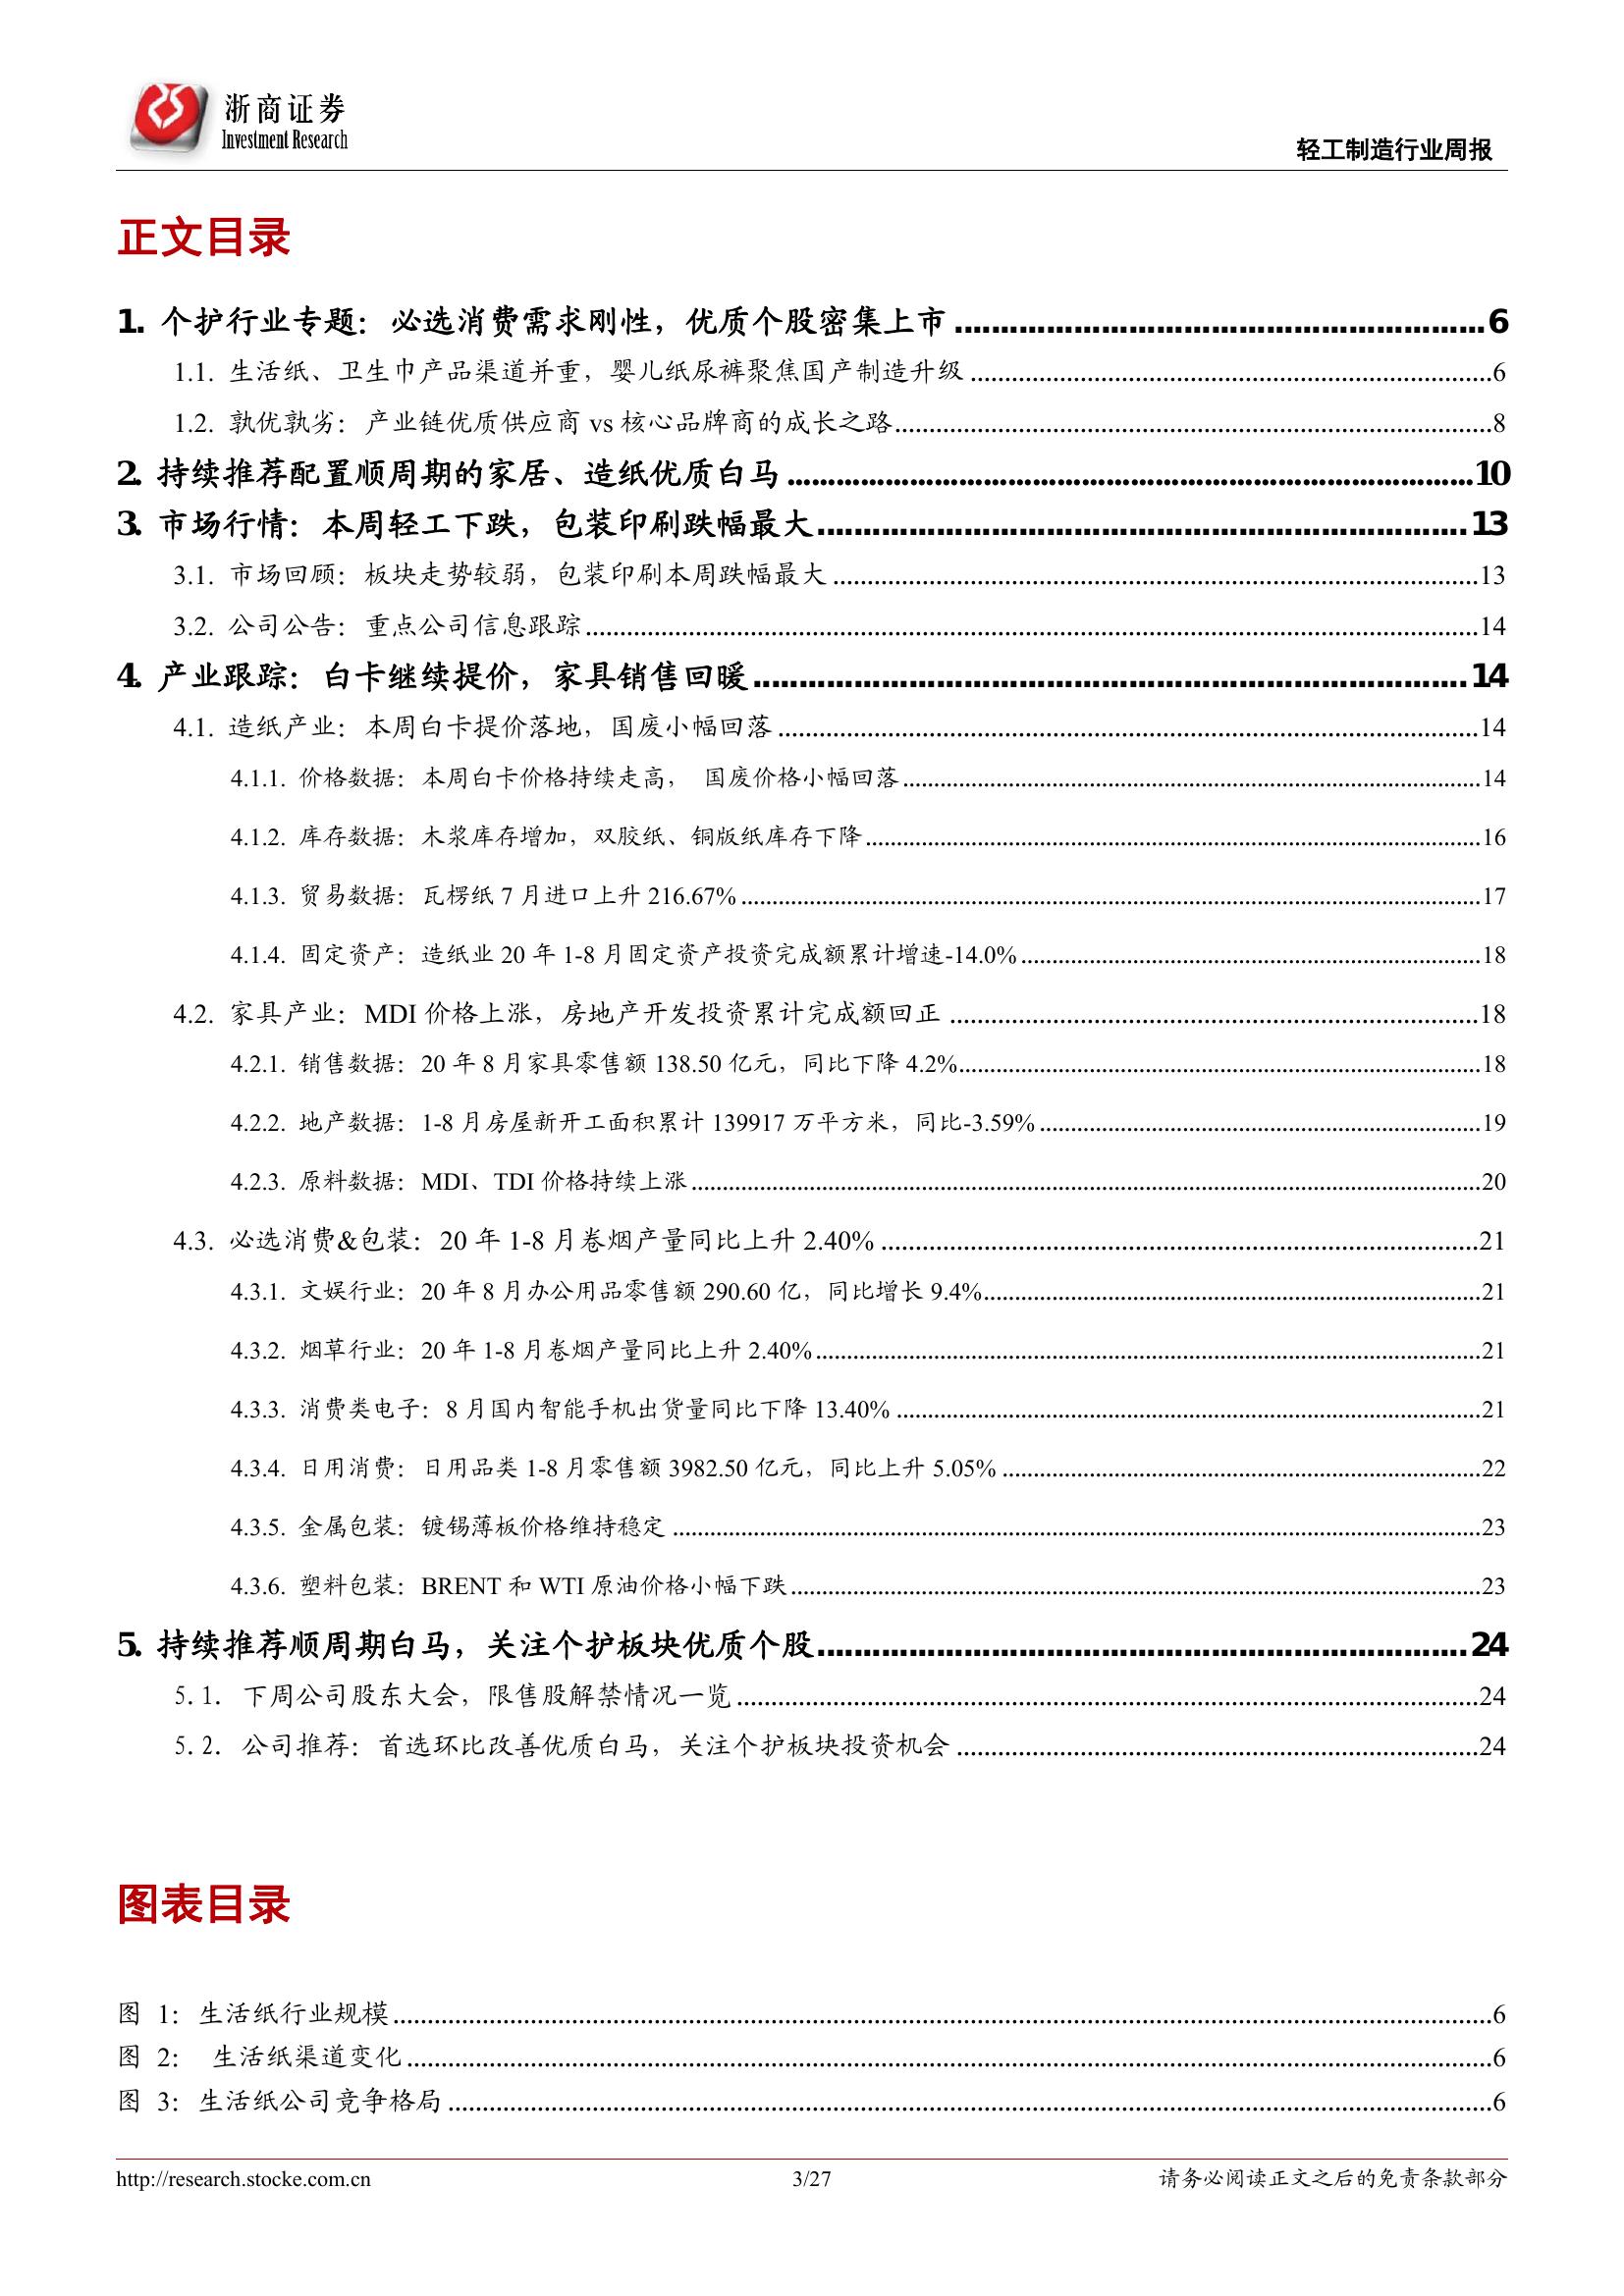 浙商证券
Investment Research
轻工制造行业周报
正文目录
1. 个护行业专题：必选消费需求刚性，优质个股密集上市........................................................6
1.1. 生活纸、卫生巾产品渠道并重，婴儿纸尿裤聚焦国产制造升级........................................................6
1.2. 孰优孰劣：产业链优质供应商 vs 核心品牌商的成长之路........................................................8
2. 持续推荐配置顺周期的家居、造纸优质白马........................................................10
3. 市场行情：本周轻工下跌，包装印刷跌幅最大........................................................13
3.1. 市场回顾：板块走势较弱，包装印刷本周跌幅最大........................................................13
3.2. 公司公告：重点公司信息跟踪........................................................14
4. 产业跟踪：白卡继续提价，家具销售回暖........................................................14
4.1. 造纸产业：本周白卡提价落地，国废小幅回落........................................................14
4.1.1. 价格数据：本周白卡价格持续走高， 国废价格小幅回落........................................................14
4.1.2. 库存数据：木浆库存增加，双胶纸、铜版纸库存下降........................................................16
4.1.3. 贸易数据：瓦楞纸 7 月进口上升 216.67%........................................................17
4.1.4. 固定资产：造纸业 20 年 1-8 月固定资产投资完成额累计增速-14.0%........................................................18
4.2. 家具产业：MDI 价格上涨，房地产开发投资累计完成额回正........................................................18
4.2.1. 销售数据：20 年 8 月家具零售额 138.50 亿元，同比下降 4.2%........................................................18
4.2.2. 地产数据：1-8 月房屋新开工面积累计 139917 万平方米，同比-3.59%........................................................19
4.2.3. 原料数据：MDI、TDI 价格持续上涨........................................................20
4.3. 必选消费&包装：20 年 1-8 月卷烟产量同比上升 2.40%........................................................21
4.3.1. 文娱行业：20 年 8 月办公用品零售额 290.60 亿，同比增长 9.4%........................................................21
4.3.2. 烟草行业：20 年 1-8 月卷烟产量同比上升 2.40%........................................................21
4.3.3. 消费类电子：8 月国内智能手机出货量同比下降 13.40%........................................................21
4.3.4. 日用消费：日用品类 1-8 月零售额 3982.50 亿元，同比上升 5.05%........................................................22
4.3.5. 金属包装：镀锡薄板价格维持稳定........................................................23
4.3.6. 塑料包装：BRENT 和 WTI 原油价格小幅下跌........................................................23
5. 持续推荐顺周期白马，关注个护板块优质个股........................................................24
5.1. 下周公司股东大会，限售股解禁情况一览........................................................24
5.2. 公司推荐：首选环比改善优质白马，关注个护板块投资机会........................................................24
图表目录
图 1：生活纸行业规模........................................................6
图 2： 生活纸渠道变化........................................................6
图 3：生活纸公司竞争格局........................................................6
http://research.stocke.com.cn 3/27 请务必阅读正文之后的免责条款部分